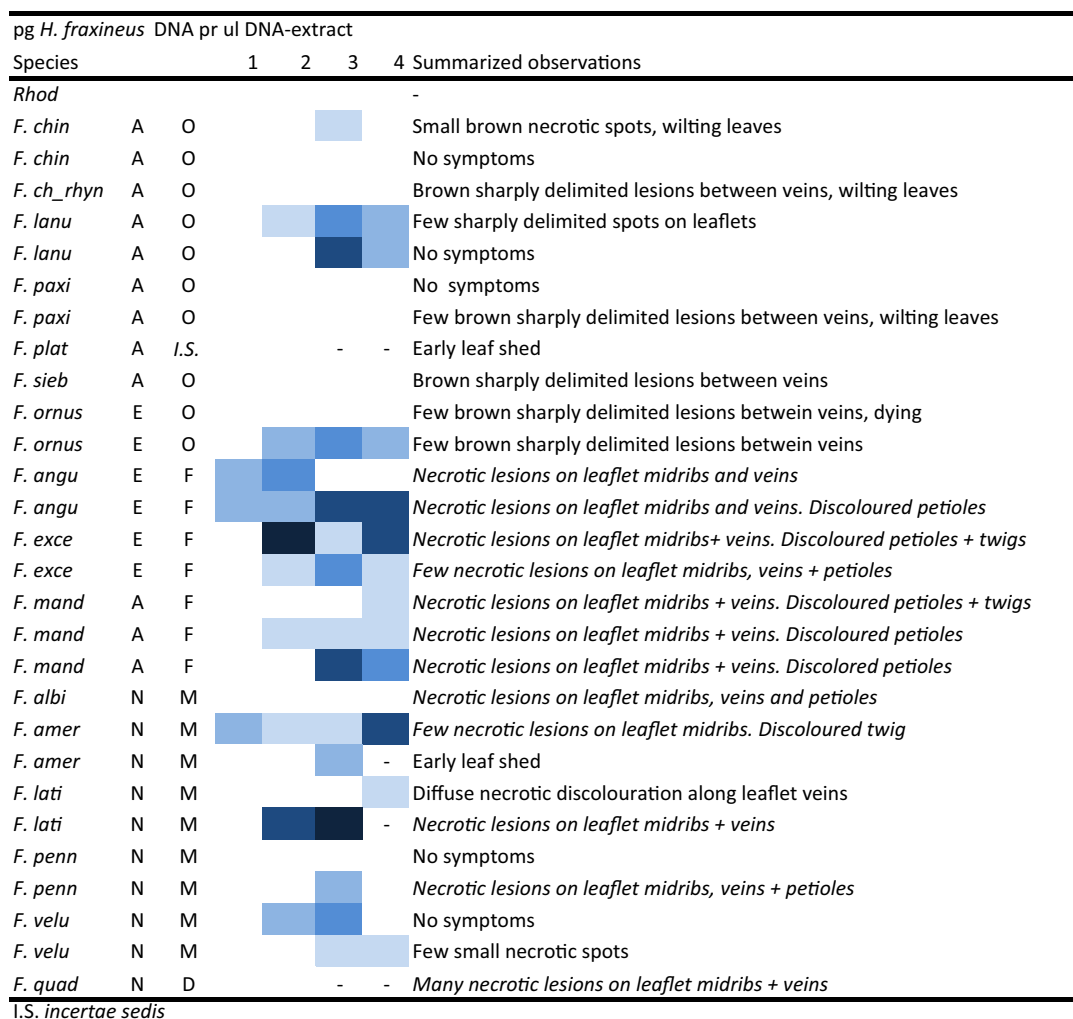 pg H. fraxineus DNA pr ul DNA-extract
Species 1 2 3 4 Summarized observations
Rhod -
F. chin A O Small brown necrotic spots, wilting leaves
F. chin A O No symptoms
F. ch_rhyn A O Brown sharply delimited lesions between veins, wilting leaves
F. lanu A O Few sharply delimited spots on leaflets
F. lanu A O No symptoms
F. paxi A O No symptoms
F. paxi A O Few brown sharply delimited lesions between veins, wilting leaves
F. plat A I.S. - - Early leaf shed
F. sieb A O Brown sharply delimited lesions between veins
F. ornus E O Few brown sharply delimited lesions betwein veins, dying
F. ornus E O Few brown sharply delimited lesions betwein veins
F. angu E F Necrotic lesions on leaflet midribs and veins
F. angu E F Necrotic lesions on leaflet midribs and veins. Discoloured petioles
F. exce E F Necrotic lesions on leaflet midribs+ veins. Discoloured petioles + twigs
F. exce E F Few necrotic lesions on leaflet midribs, veins + petioles
F. mand A F Necrotic lesions on leaflet midribs + veins. Discoloured petioles + twigs
F. mand A F Necrotic lesions on leaflet midribs + veins. Discoloured petioles
F. mand A F Necrotic lesions on leaflet midribs + veins. Discolored petioles
F. albi N M Necrotic lesions on leaflet midribs, veins and petioles
F. amer N M Few necrotic lesions on leaflet midribs. Discoloured twig
F. amer N M - Early leaf shed
F. lati N M Diffuse necrotic discolouration along leaflet veins
F. lati N M - Necrotic lesions on leaflet midribs + veins
F. penn N M No symptoms
F. penn N M Necrotic lesions on leaflet midribs, veins + petioles
F. velu N M No symptoms
F. velu N M Few small necrotic spots
F. quad N D - - Many necrotic lesions on leaflet midribs + veins
I.S. incertae sedis